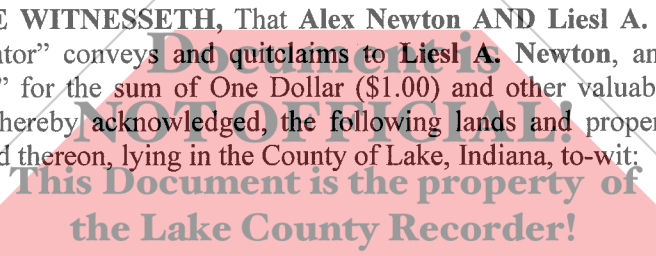 E WITNESSETH, That Alex Newton AND Liesl A.
ator” conveys and quitclaims to Liesl A. Newton, an
” for the sum of One Dollar ($1.00) and other valuab
hereby acknowledged, the following lands and proper
d thereon, lying in the County of Lake, Indiana, to-wit:
Document is
NOT OFFICIAL!
This Document is the property of
the Lake County Recorder!